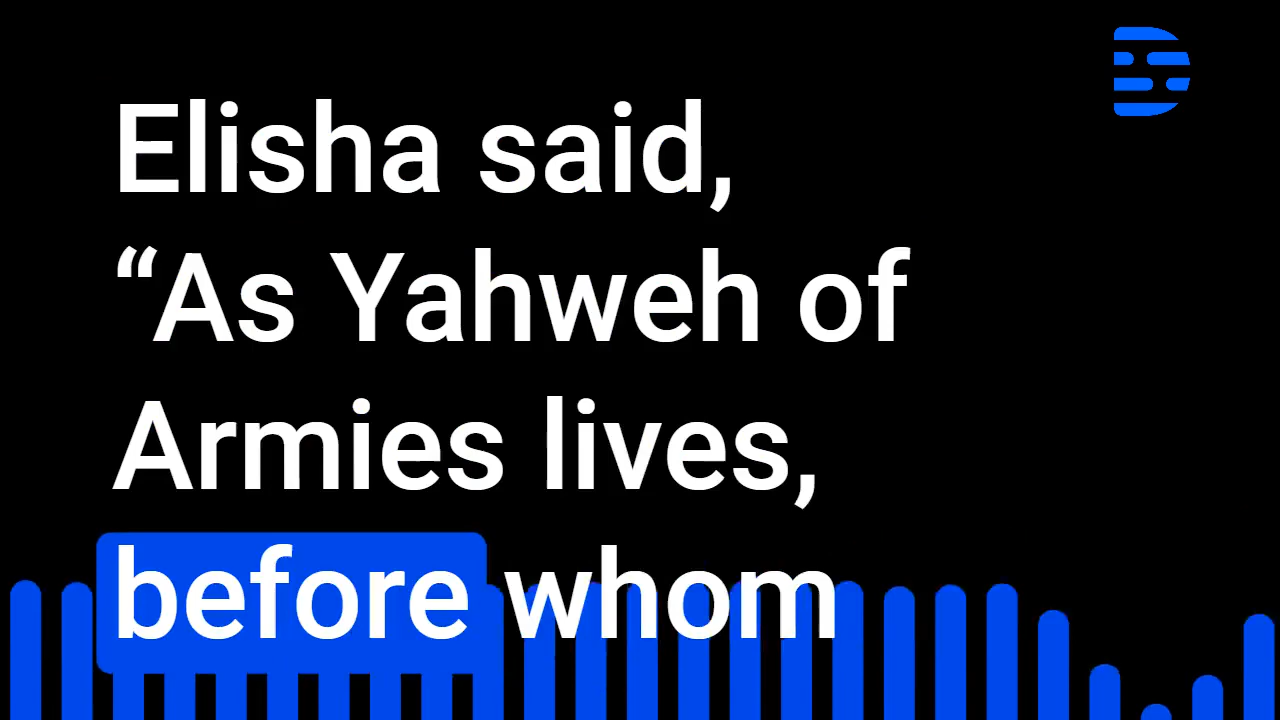 Elisha said,
“As Yahweh of
Armies lives,
before whom